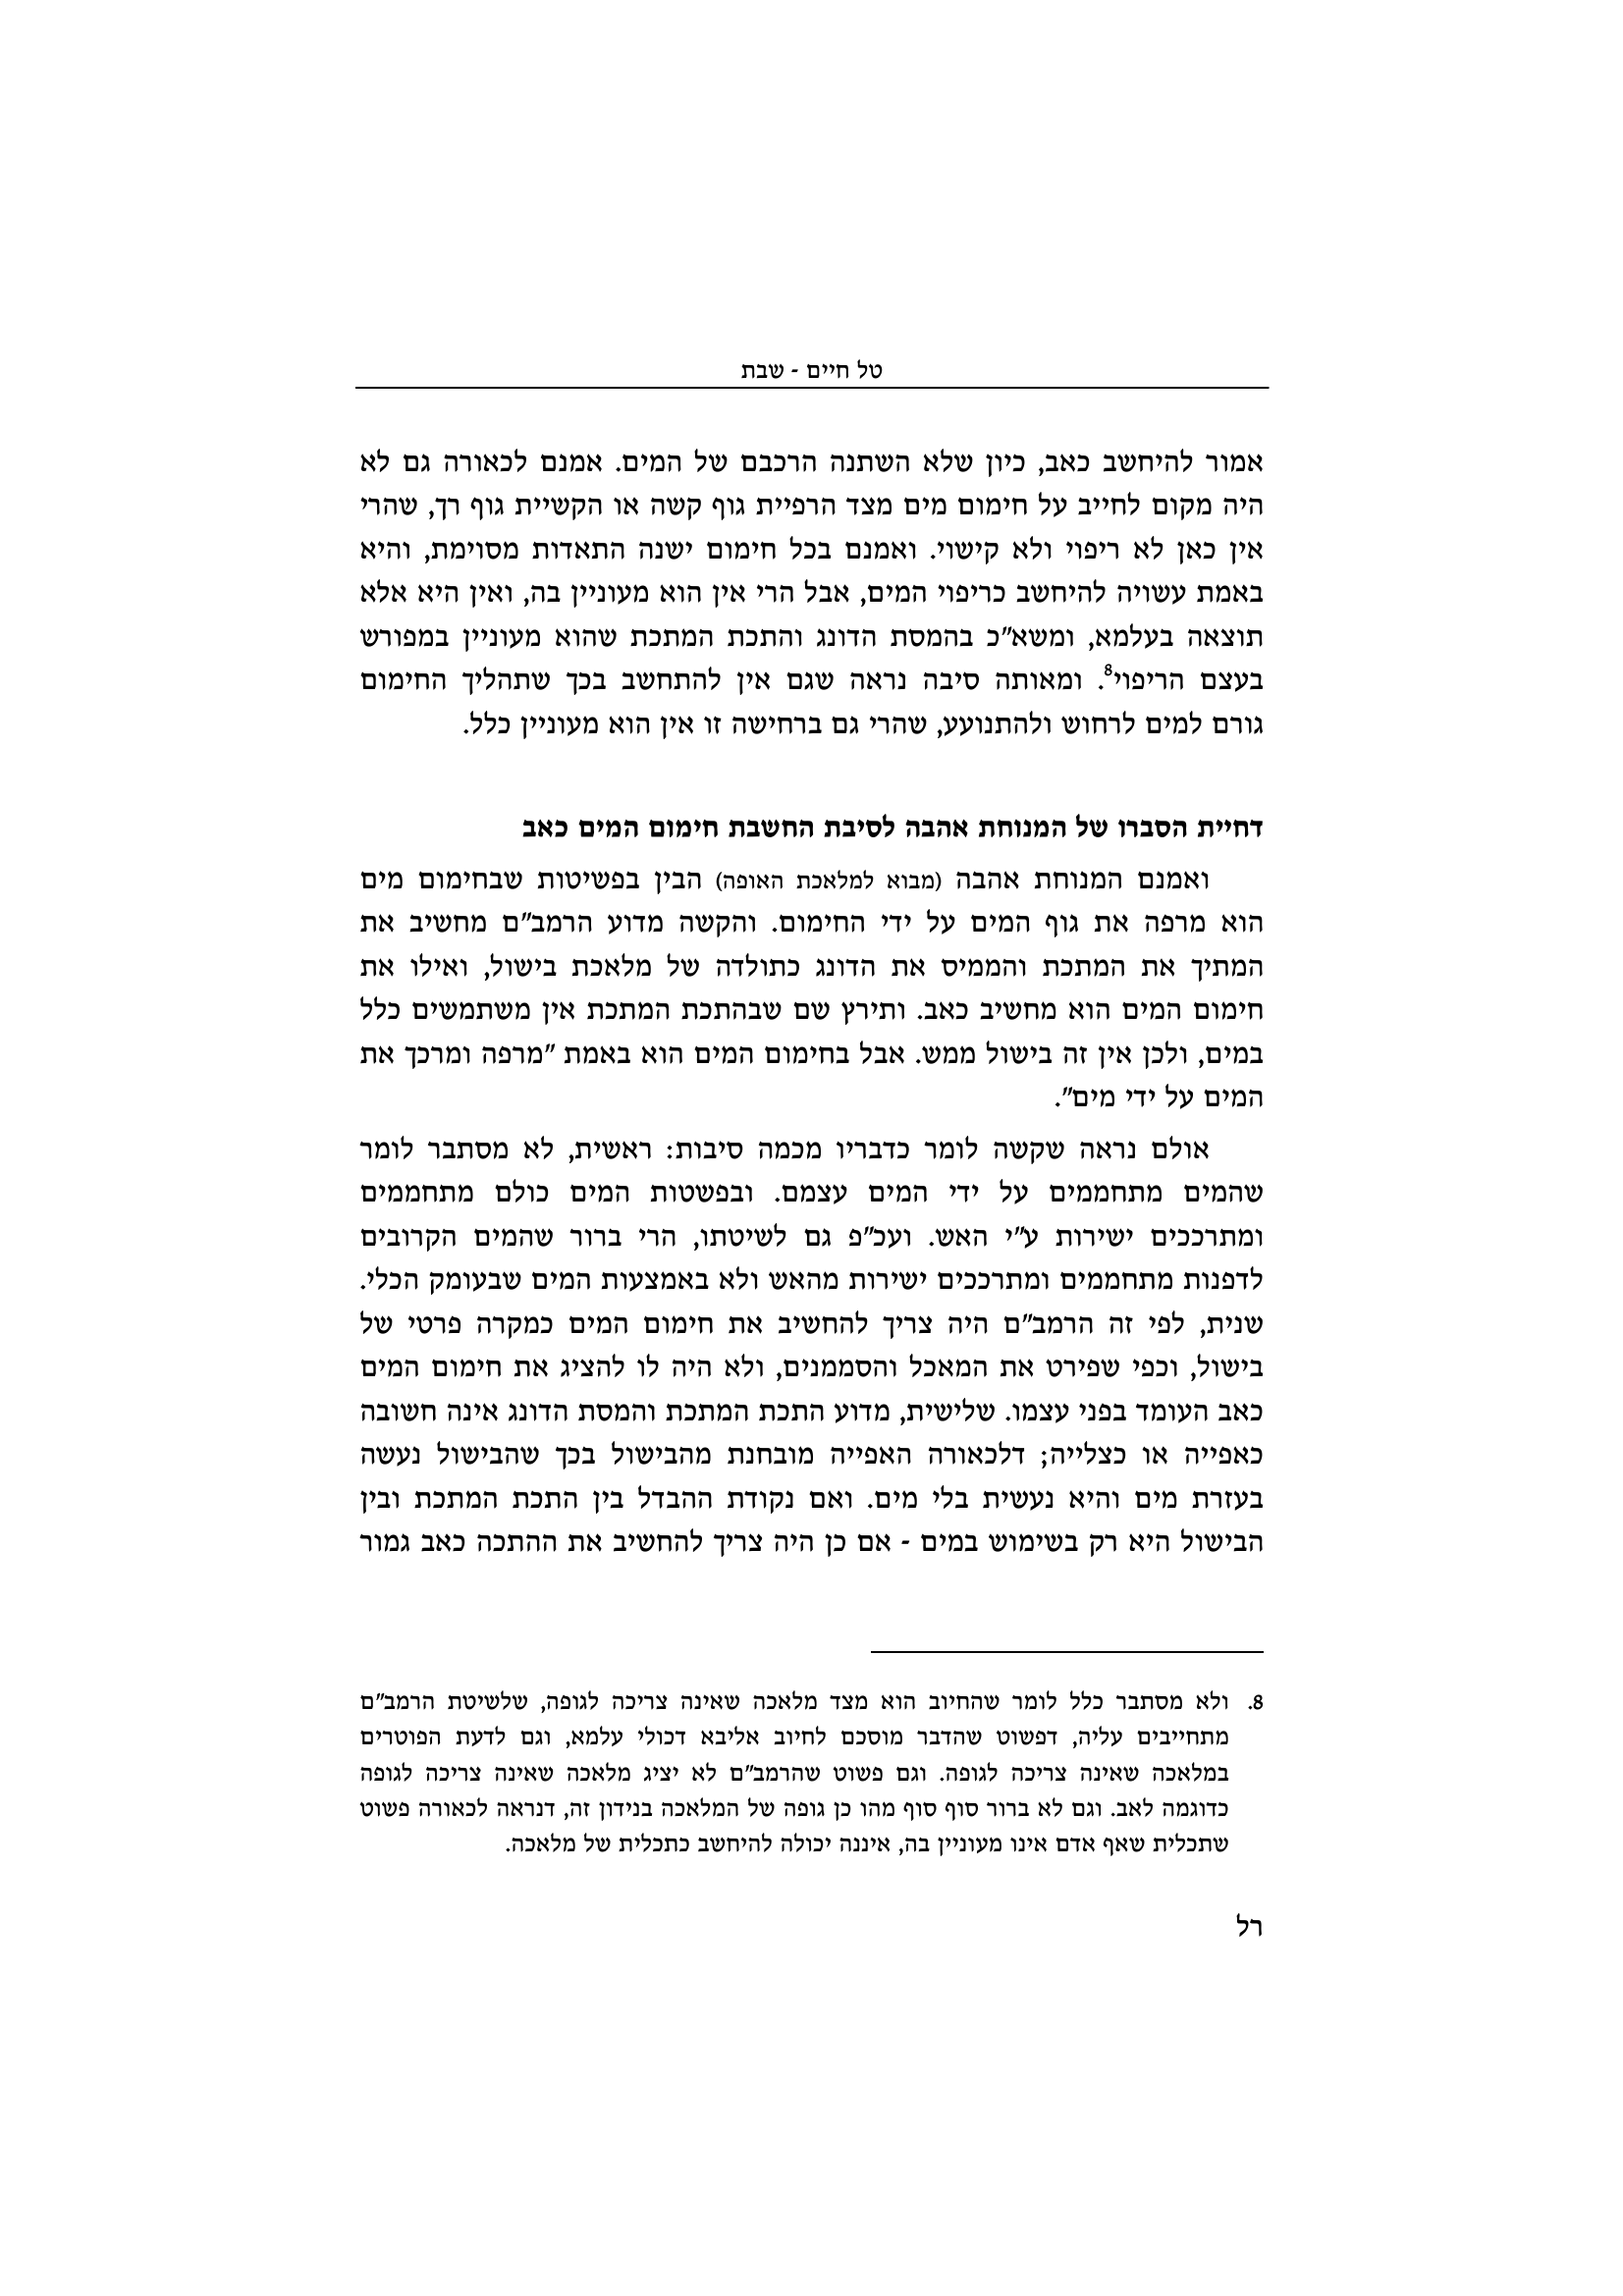 טל חיים - שבת
אמור להיחשב כאב, כיון שלא השתנה הרכבם של המים. אמנם לכאורה גם לא
היה מקום לחייב על חימום מים מצד הרפיית גוף קשה או הקשיית גוף רך, שהרי
אין כאן לא ריפוי ולא קישוי. ואמנם בכל חימום ישנה התאדות מסוימת, והיא
באמת עשויה להיחשב כריפוי המים, אבל הרי אין הוא מעוניין בה, ואין היא אלא
תוצאה בעלמא, ומשא"כ בהמסת הדונג והתכת המתכת שהוא מעוניין במפורש
בעצם הריפוי8. ומאותה סיבה נראה שגם אין להתחשב בכך שתהליך החימום
גורם למים לרחוש ולהתנועע, שהרי גם ברחישה זו אין הוא מעוניין כלל.
דחיית הסברו של המנוחת אהבה לסיבת החשבת חימום המים כאב
ואמנם המנוחת אהבה (מבוא למלאכת האופה) הבין בפשיטות שבחימום מים
הוא מרפה את גוף המים על ידי החימום. והקשה מדוע הרמב"ם מחשיב את
המתיך את המתכת והממיס את הדונג כתולדה של מלאכת בישול, ואילו את
חימום המים הוא מחשיב כאב. ותירץ שם שבהתכת המתכת אין משתמשים כלל
במים, ולכן אין זה בישול ממש. אבל בחימום המים הוא באמת "מרפה ומרכך את
המים על ידי מים".
אולם נראה שקשה לומר כדבריו מכמה סיבות: ראשית, לא מסתבר לומר
שהמים מתחממים על ידי המים עצמם. ובפשטות המים כולם מתחממים
ומתרככים ישירות ע"י האש. ועכ"פ גם לשיטתו, הרי ברור שהמים הקרובים
לדפנות מתחממים ומתרככים ישירות מהאש ולא באמצעות המים שבעומק הכלי.
שנית, לפי זה הרמב"ם היה צריך להחשיב את חימום המים כמקרה פרטי של
בישול, וכפי שפירט את המאכל והסממנים, ולא היה לו להציג את חימום המים
כאב העומד בפני עצמו. שלישית, מדוע התכת המתכת והמסת הדונג אינה חשובה
כאפייה או כצלייה; דלכאורה האפייה מובחנת מהבישול בכך שהבישול נעשה
בעזרת מים והיא נעשית בלי מים. ואם נקודת ההבדל בין התכת המתכת ובין
הבישול היא רק בשימוש במים - אם כן היה צריך להחשיב את ההתכה כאב גמור
8. ולא מסתבר כלל לומר שהחיוב הוא מצד מלאכה שאינה צריכה לגופה, שלשיטת הרמב"ם
מתחייבים עליה, דפשוט שהדבר מוסכם לחיוב אליבא דכולי עלמא, וגם לדעת הפוטרים
במלאכה שאינה צריכה לגופה. וגם פשוט שהרמב"ם לא יציג מלאכה שאינה צריכה לגופה
כדוגמה לאב. וגם לא ברור סוף סוף מהו כן גופה של המלאכה בנידון זה, דנראה לכאורה פשוט
שתכלית שאף אדם אינו מעוניין בה, איננה יכולה להיחשב כתכלית של מלאכה.
רל